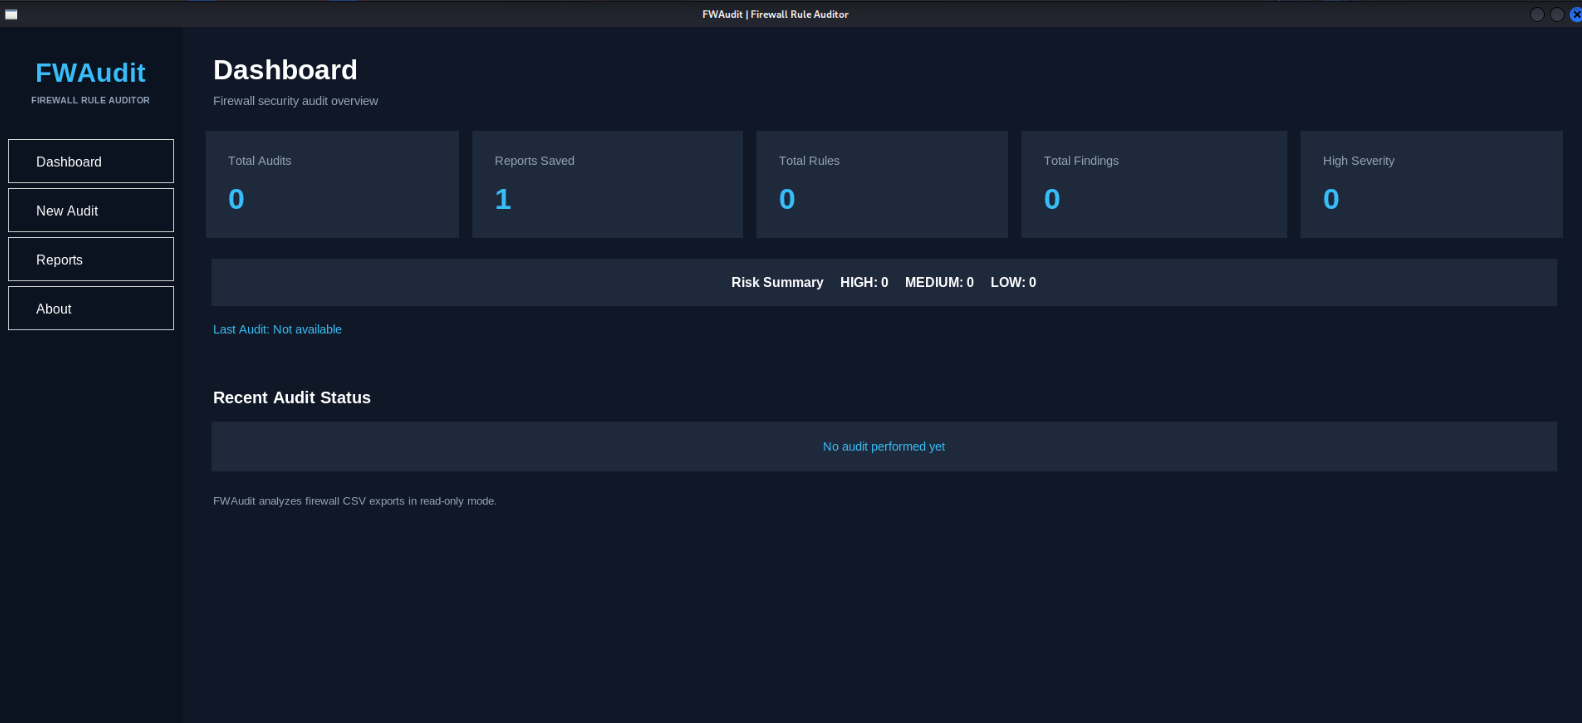 FWAudit | Firewall Rule Auditor
FWAudit
FIREWALL RULE AUDITOR
Dashboard
New Audit
Reports
About
Dashboard
Firewall security audit overview
Total Audits
0
Reports Saved
1
Total Rules
0
Total Findings
0
High Severity
0
Risk Summary HIGH: 0 MEDIUM: 0 LOW: 0
Last Audit: Not available
Recent Audit Status
No audit performed yet
FWAudit analyzes firewall CSV exports in read-only mode.